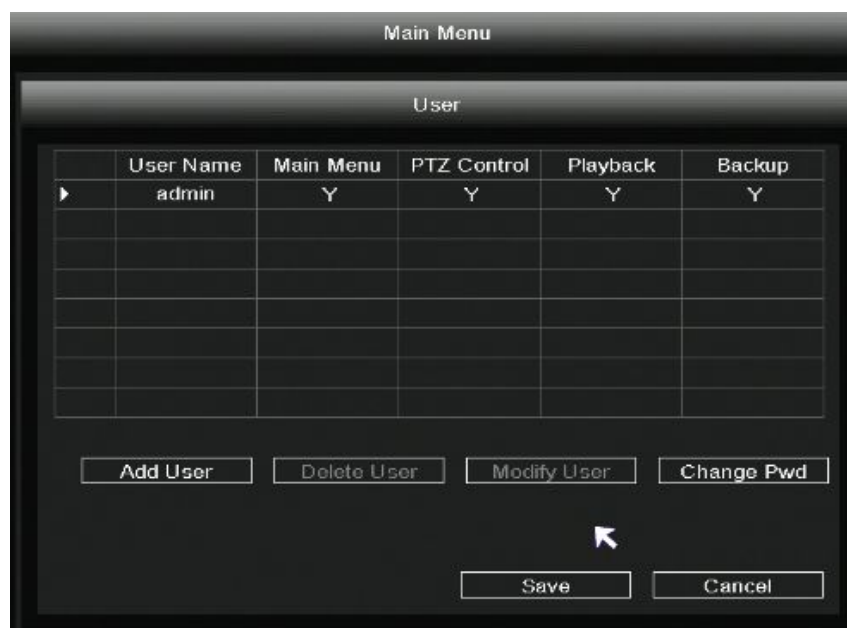 Main Menu
User
User Name Main Menu PTZ Control Playback Backup
admin Y Y Y Y
Add User Delete User Modify User Change Pwd
Save Cancel